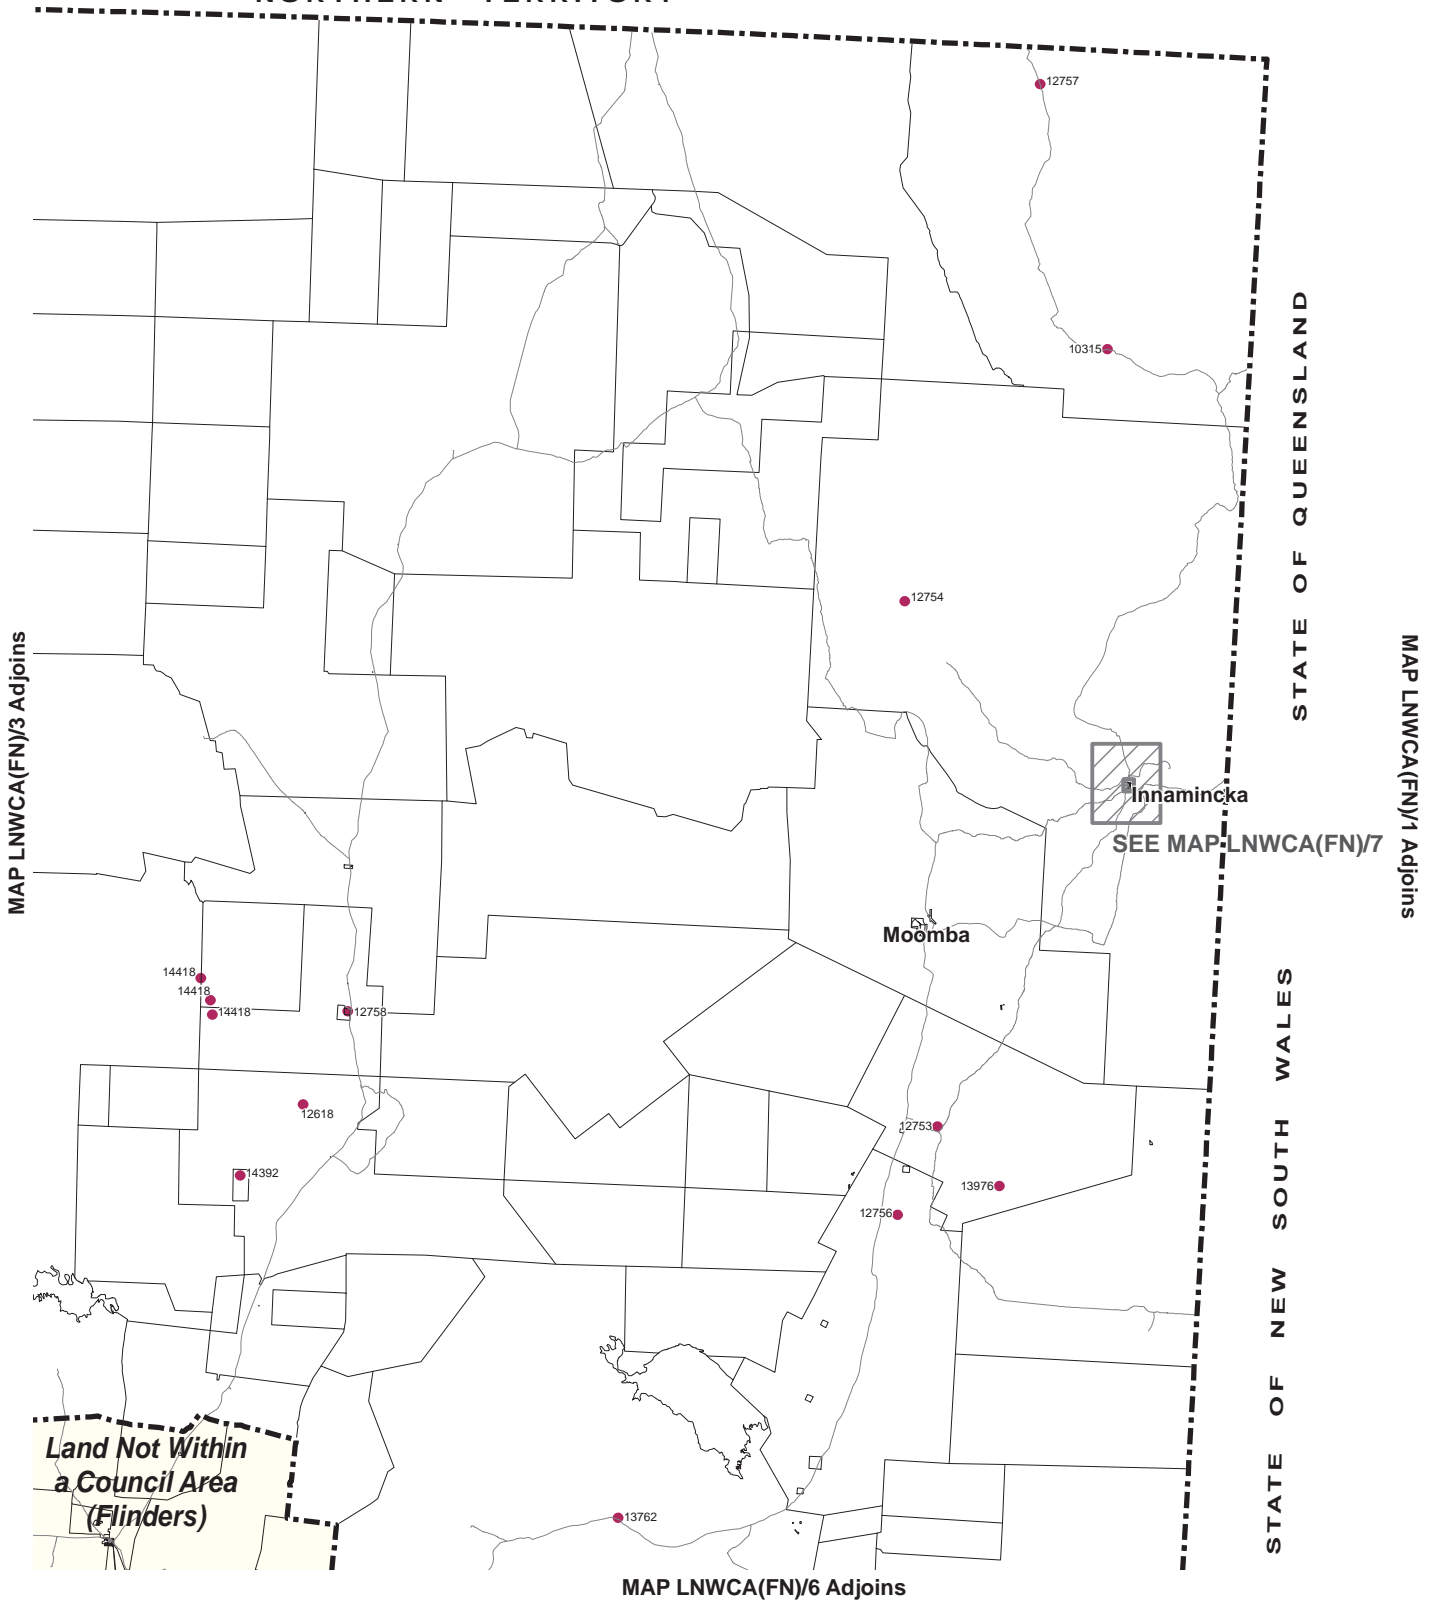 NORTHERN TERRITORY
12757
10315
STATE OF QUEENSLAND
12754
MAP LNWCA(FN)/3 Adjoins
MAP LNWCA(FN)/1 Adjoins
Innamincka
SEE MAP LNWCA(FN)/7
Moomba
14418
14418
14418
12758
12618
12753
14392
13976
12756
STATE OF NEW SOUTH WALES
Land Not Within
a Council Area
(Flinders)
13762
MAP LNWCA(FN)/6 Adjoins